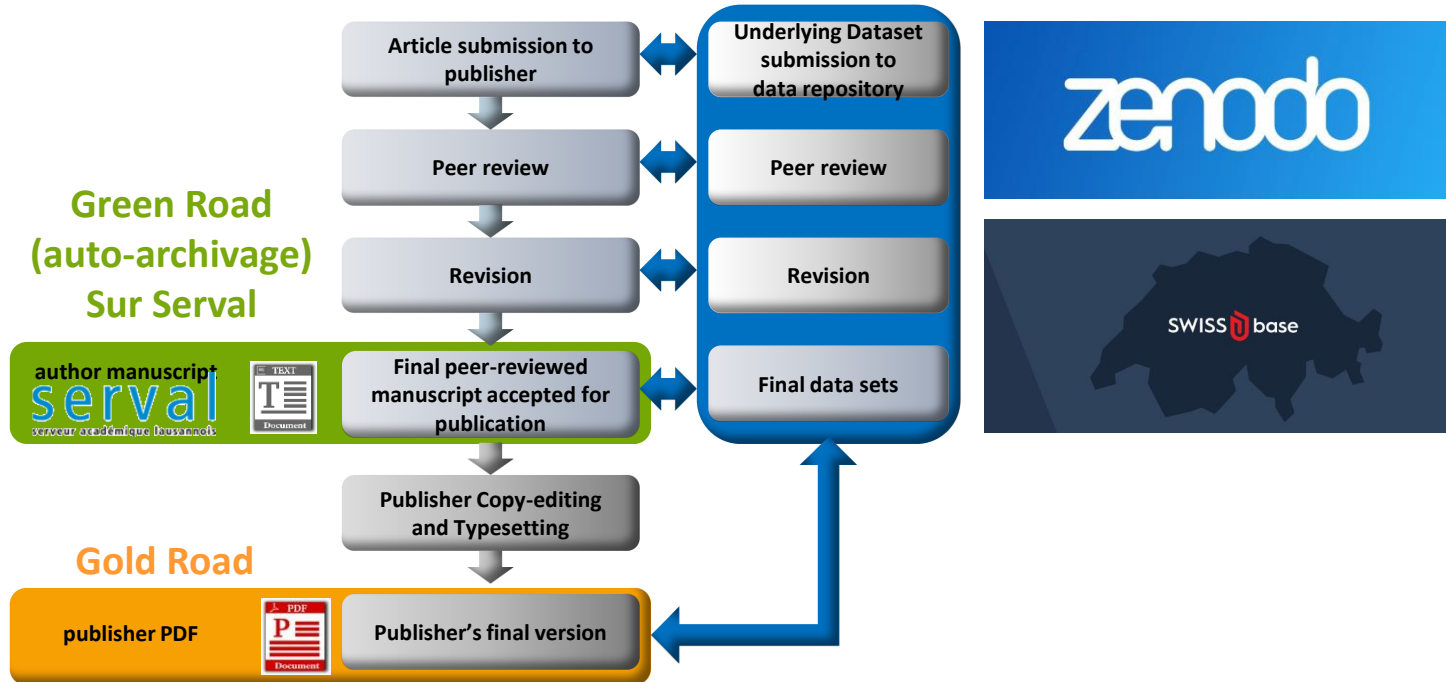 Article submission to
publisher
Underlying Dataset
submission to
data repository
zenodo
Peer review
Peer review
Green Road
(auto-archivage)
Sur Serval
Revision
Revision
SWISS base
author manuscript
serval
serveur académique lausannois
TEXT
T
Document
Final peer-reviewed
manuscript accepted for
publication
Final data sets
Publisher Copy-editing
and Typesetting
Gold Road
publisher PDF
PDF
P
Document
Publisher’s final version